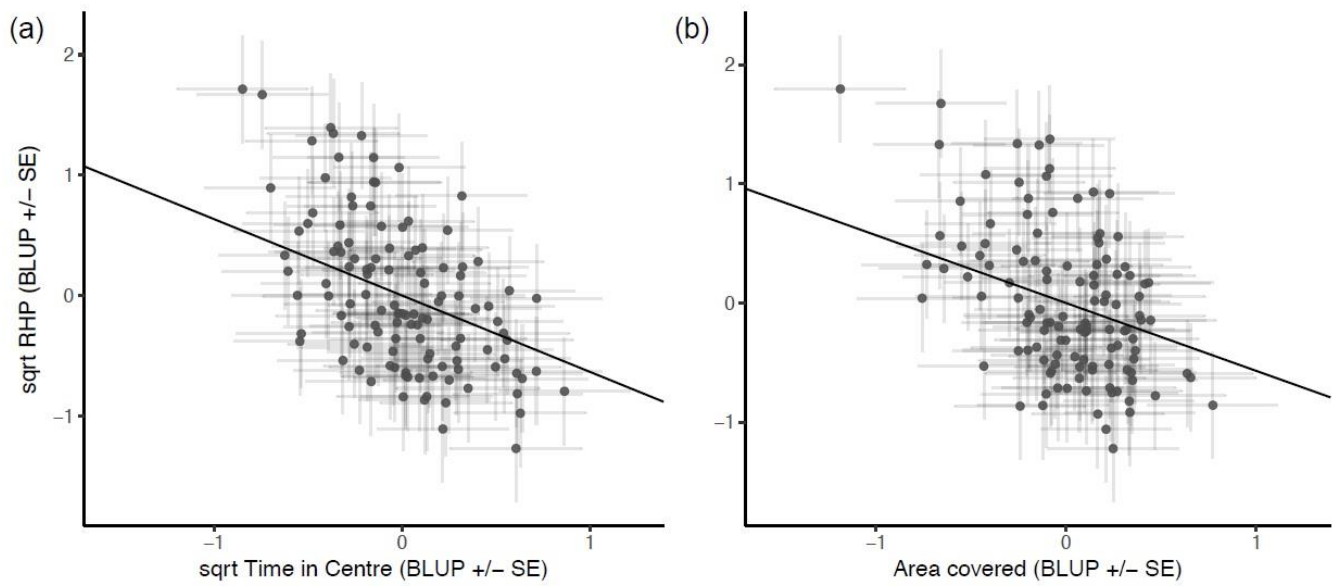 (a)
2
1
0
−1
sqrt RHP (BLUP +/− SE)
−1
0
1
sqrt Time in Centre (BLUP +/− SE)
(b)
2
1
0
−1
−1
0
1
Area covered (BLUP +/− SE)